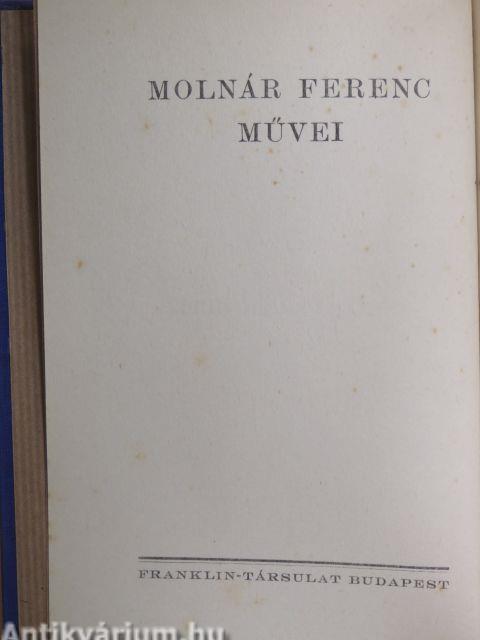 MOLNÁR FERENC
MŰVEI
FRANKLIN-TÁRSULAT BUDAPEST
Antikvárium.hu